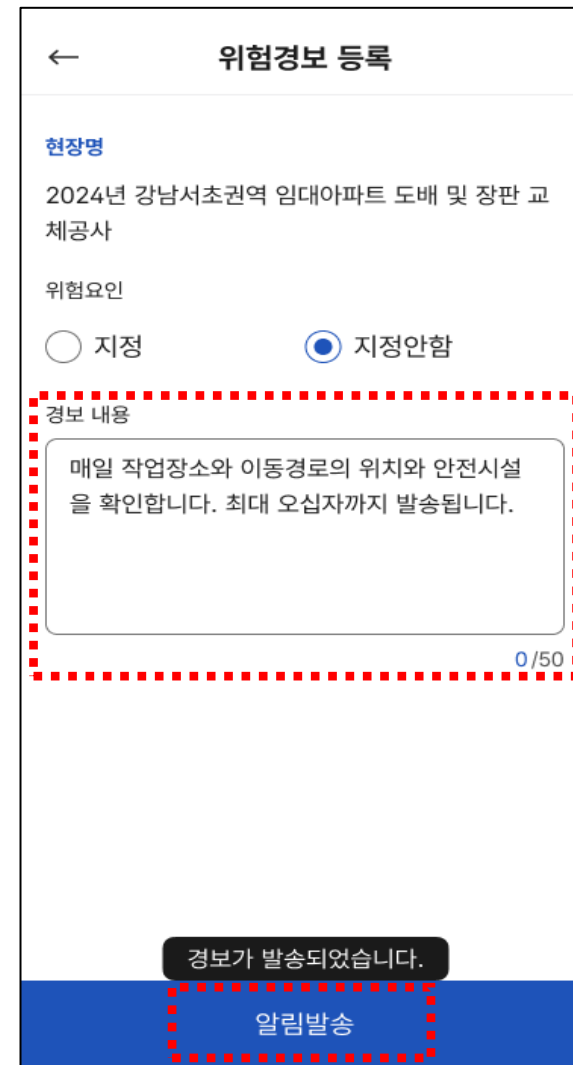 ← 위험경보 등록
현장명
2024년 강남서초권역 임대아파트 도배 및 장판 교
체공사
위험요인
지정 지정안함
경보 내용
매일 작업장소와 이동경로의 위치와 안전시설
을 확인합니다. 최대 오십자까지 발송됩니다.
0/50
경보가 발송되었습니다.
알림발송